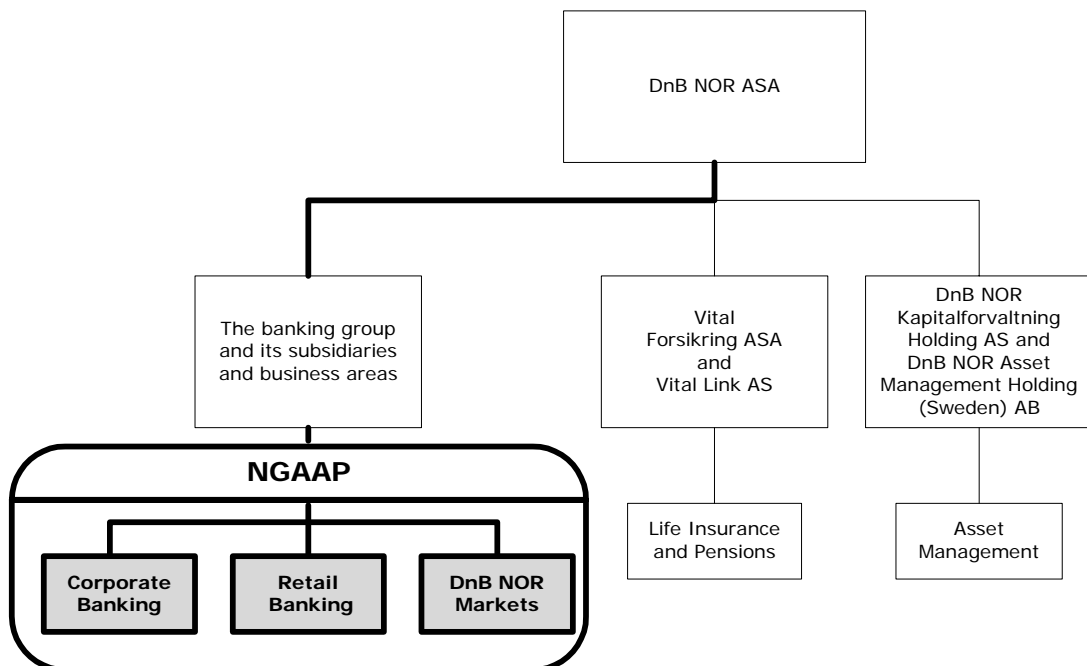 DnB NOR ASA
The banking group
and its subsidiaries
and business areas
Vital
Forsikring ASA
and
Vital Link AS
DnB NOR
Kapitalforvaltning
Holding AS and
DnB NOR Asset
Management Holding
(Sweden) AB
NGAAP
Corporate
Banking
Retail
Banking
DnB NOR
Markets
Life Insurance
and Pensions
Asset
Management